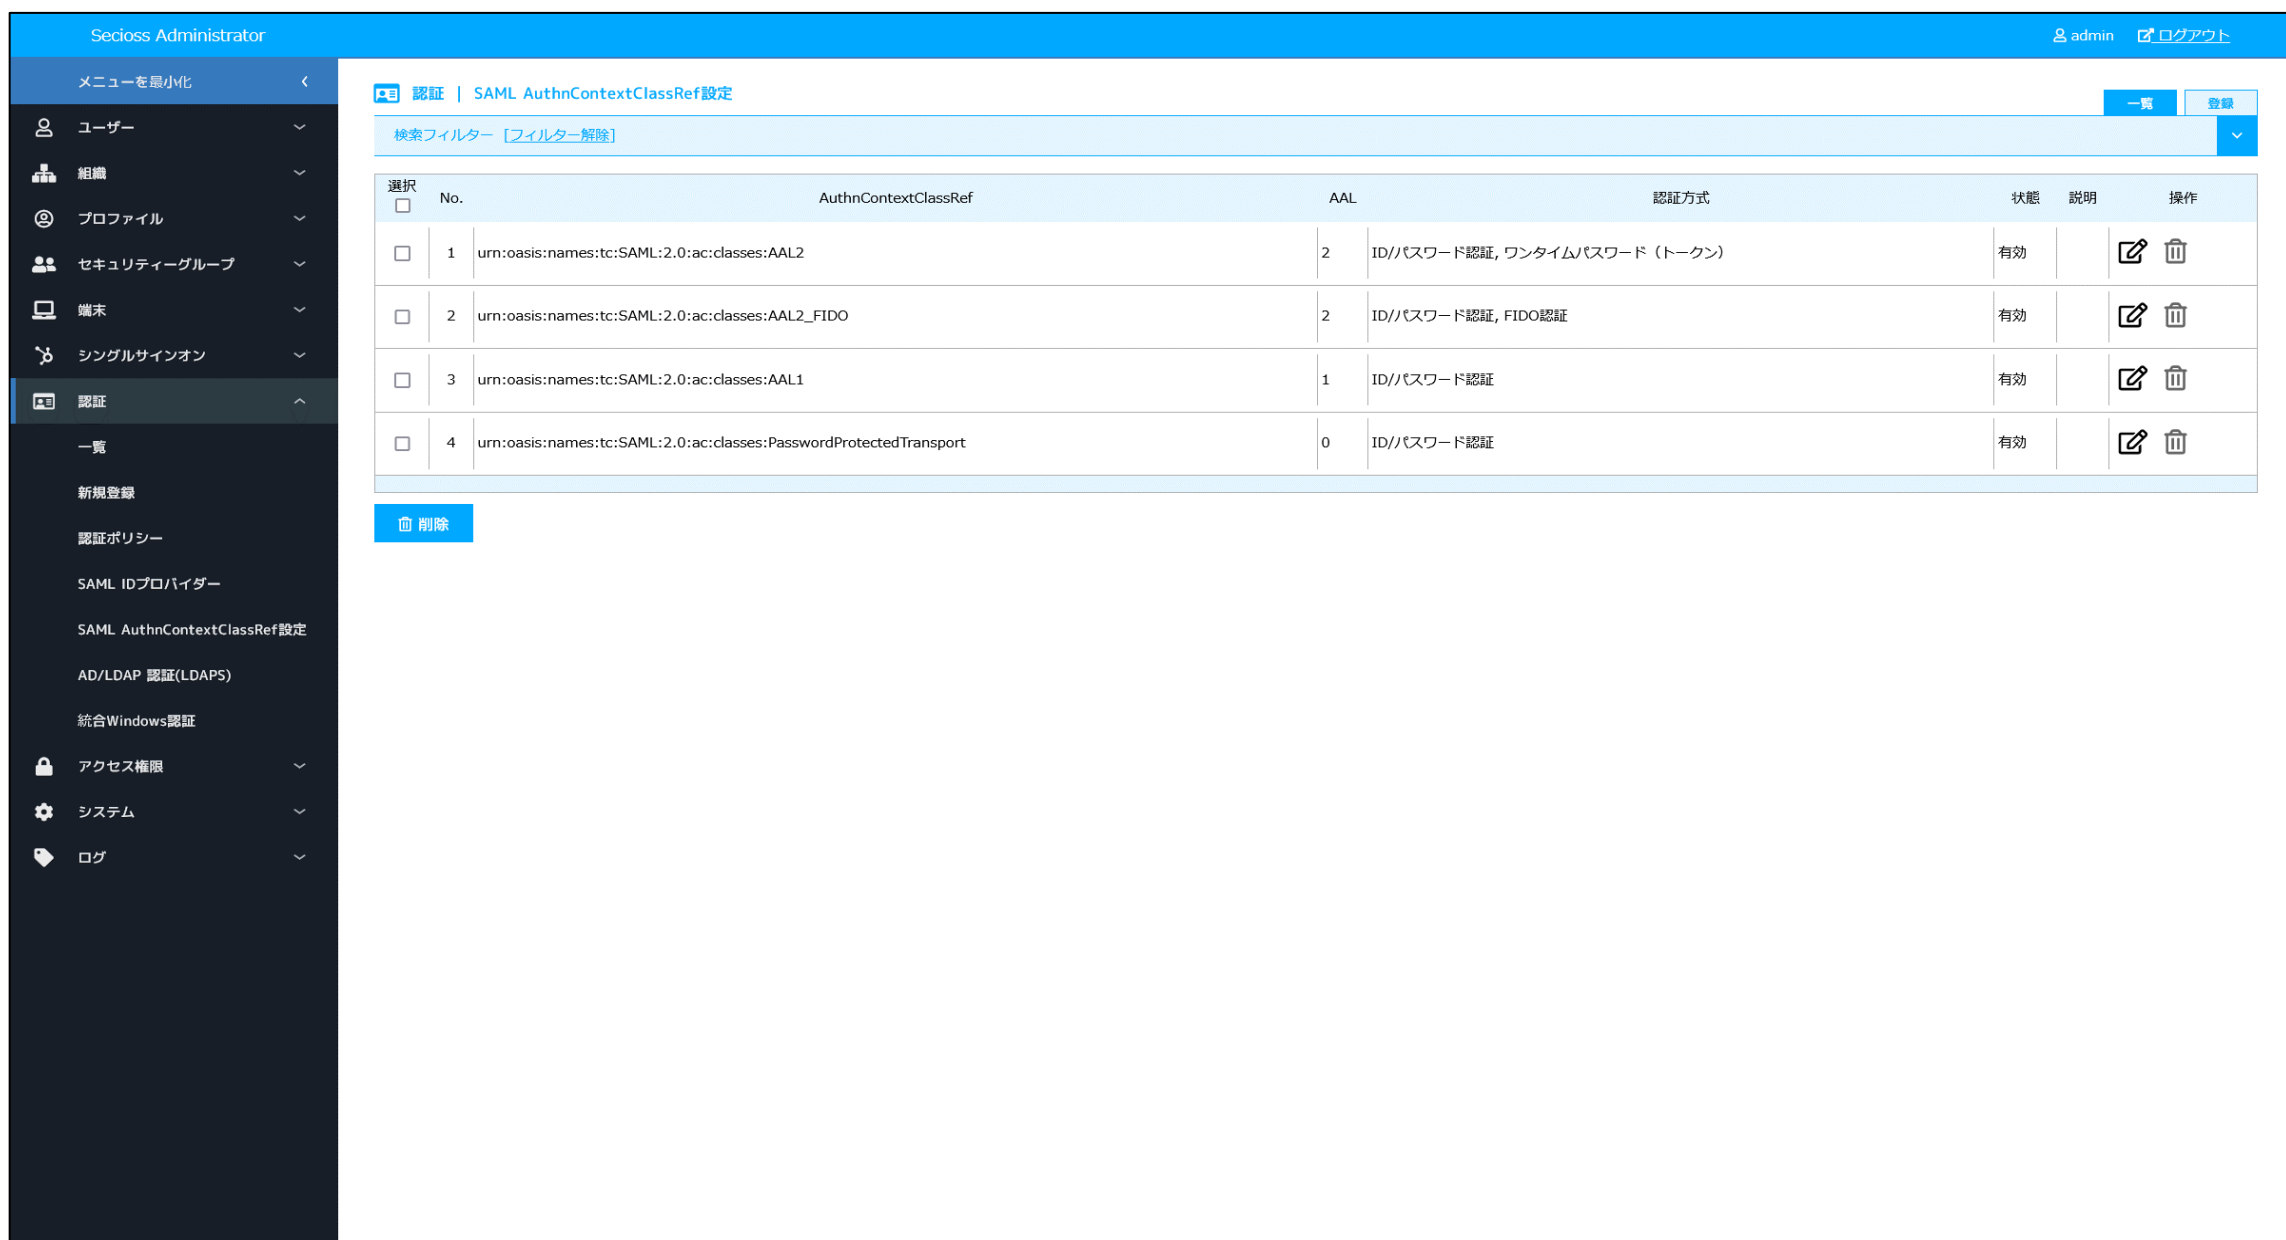 Secioss Administrator
admin
ログアウト
メニューを最小化
ユーザー
組織
プロファイル
セキュリティーグループ
端末
シングルサインオン
認証
一覧
新規登録
認証ポリシー
SAML IDプロバイダー
SAML AuthnContextClassRef設定
AD/LDAP 認証(LDAPS)
統合Windows認証
アクセス権限
システム
ログ
認証 | SAML AuthnContextClassRef設定
一覧 登録
検索フィルター [フィルター解除]
選択 No. AuthnContextClassRef AAL 認証方式 状態 説明 操作
1 urn:oasis:names:tc:SAML:2.0:ac:classes:AAL2 2 ID/パスワード認証, ワンタイムパスワード（トークン） 有効
2 urn:oasis:names:tc:SAML:2.0:ac:classes:AAL2_FIDO 2 ID/パスワード認証, FIDO認証 有効
3 urn:oasis:names:tc:SAML:2.0:ac:classes:AAL1 1 ID/パスワード認証 有効
4 urn:oasis:names:tc:SAML:2.0:ac:classes:PasswordProtectedTransport 0 ID/パスワード認証 有効
削除